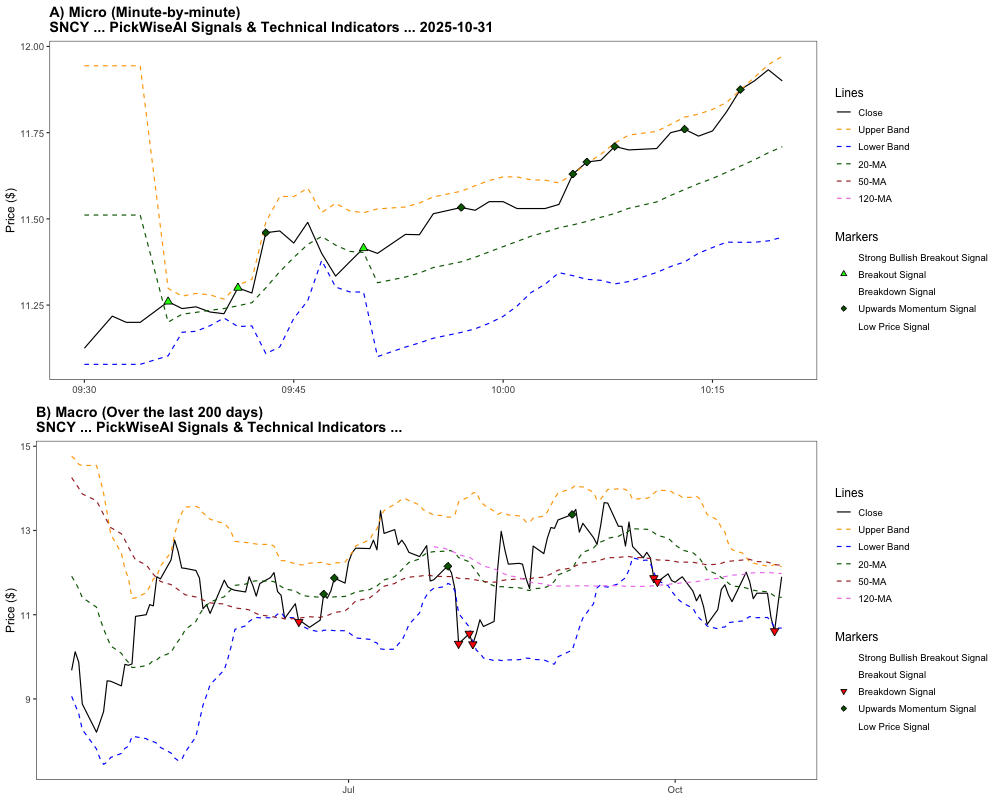 A) Micro (Minute-by-minute)
SNCY ... PickWiseAI Signals & Technical Indicators ... 2025-10-31
Price ($)
12.00
11.75
11.50
11.25
09:30
09:45
10:00
10:15
Lines
Close
Upper Band
Lower Band
20-MA
50-MA
120-MA
Markers
Strong Bullish Breakout Signal
Breakout Signal
Breakdown Signal
Upwards Momentum Signal
Low Price Signal
B) Macro (Over the last 200 days)
SNCY ... PickWiseAI Signals & Technical Indicators ...
Price ($)
15
13
11
9
Jul
Oct
Lines
Close
Upper Band
Lower Band
20-MA
50-MA
120-MA
Markers
Strong Bullish Breakout Signal
Breakout Signal
Breakdown Signal
Upwards Momentum Signal
Low Price Signal